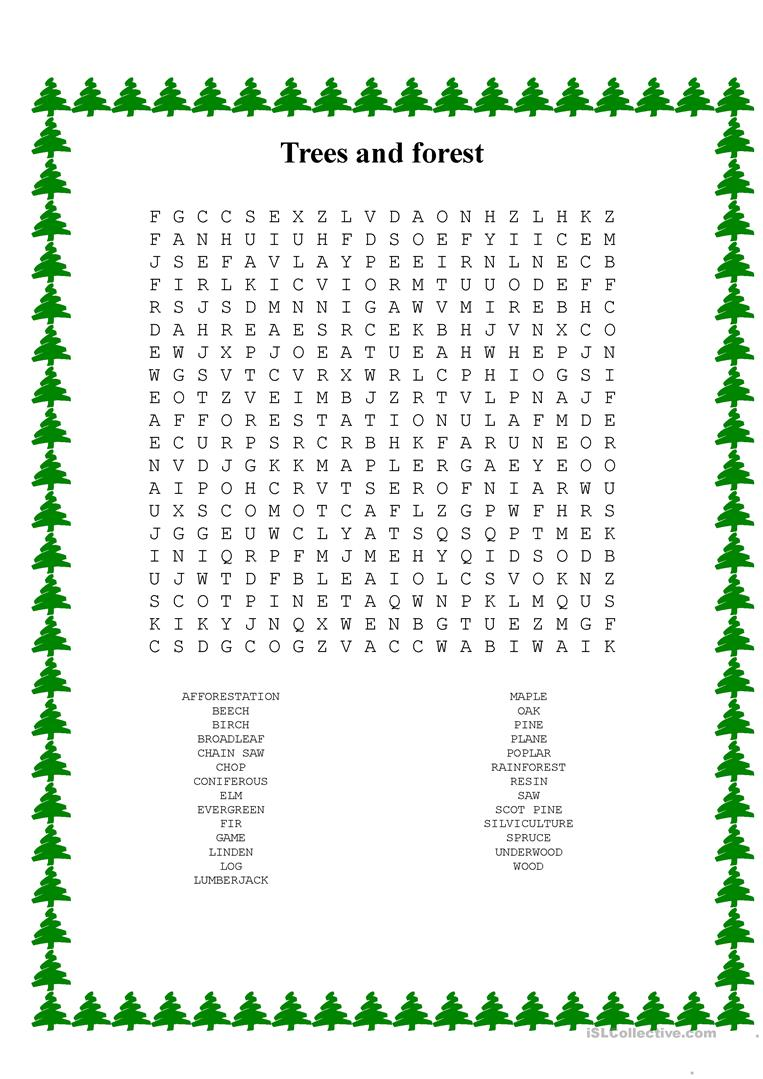 Trees and forest
F G C C S E X Z L V D A O N H Z L H K Z
F A N H U I U H F D S O E F Y I I C E M
J S E F A V L A Y P E E I R N L N E C B
F I R L K I C V I O R M T U U O D E F F
R S J S D M N N I G A W V M I R E B H C
D A H R E A E S R C E K B H J V N X C O
E W J X P J O E A T U E A H W H E P J N
W G S V T C V R X W R L C P H I O G S I
E O T Z V E I M B J Z R T V L P N A J F
A F F O R E S T A T I O N U L A F M D E
E C U R P S R C R B H K F A R U N E O R
N V D J G K K M A P L E R G A E Y E O O
A I P O H C R V T S E R O F N I A R W U
U X S C O M O T C A F L Z G P W F H R S
J G G E U W C L Y A T S Q S Q P T M E K
I N I Q R P F M J M E H Y Q I D S O D B
U J W T D F B L E A I O L C S V O K N Z
S C O T P I N E T A Q W N P K L M Q U S
K I K Y J N Q X W E N B G T U E Z M G F
C S D G C O G Z V A C C W A B I W A I K
AFFORESTATION
BEECH
BIRCH
BROADLEAF
CHAIN SAW
CHOP
CONIFEROUS
ELM
EVERGREEN
FIR
GAME
LINDEN
LOG
LUMBERJACK
MAPLE
OAK
PINE
PLANE
POPLAR
RAINFOREST
RESIN
SAW
SCOT PINE
SILVICULTURE
SPRUCE
UNDERWOOD
WOOD
iSLCollective.com